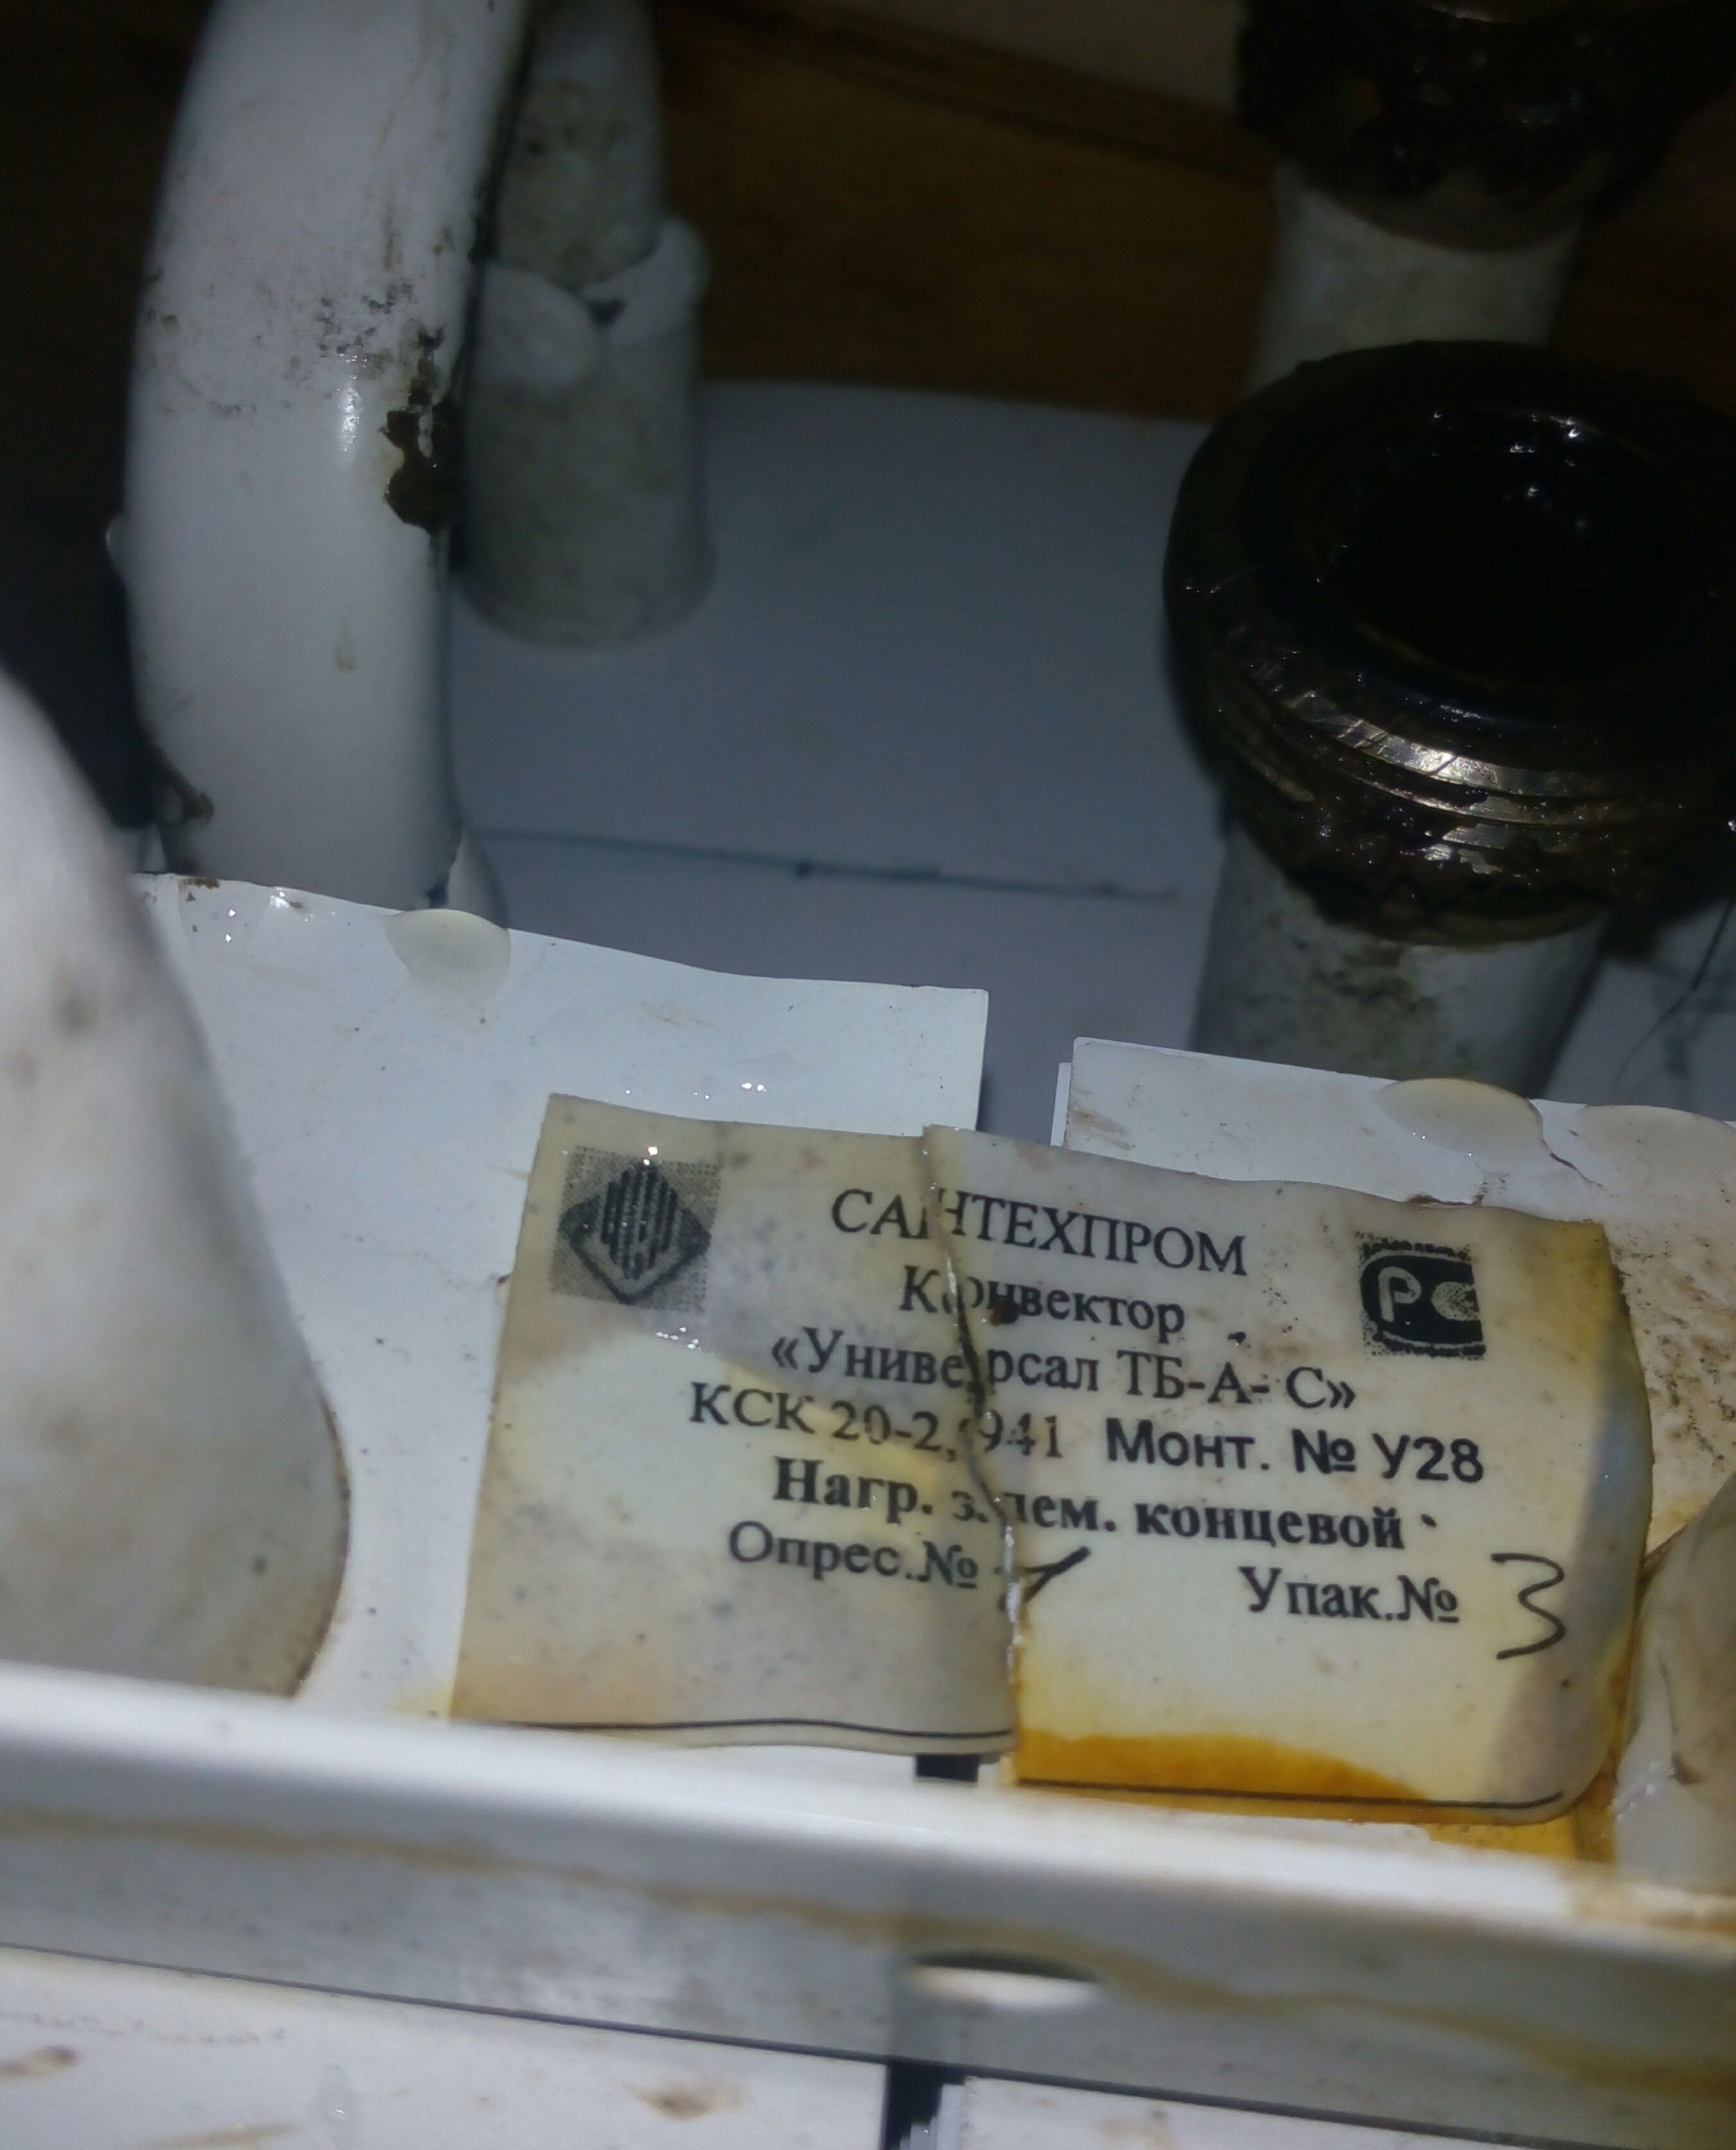 САНТЕХПРОМ
РС
Конвектор
«Универсал ТБ-А- С»
КСК 20-2,941 Монт. № У28
Нагр. элем. концевой
Опрес.№ Упак.№ 3